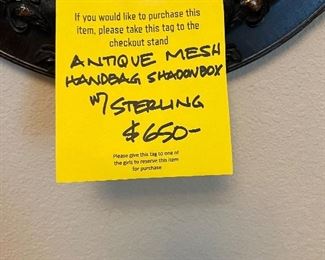 If you would like to purchase this
item, please take this tag to the
checkout stand
ANTIQUE MESH
HANDBAG SHADOWBOX
W/ STERLING
$650-
Please give this tag to one of
the girls to reserve this item
for purchase